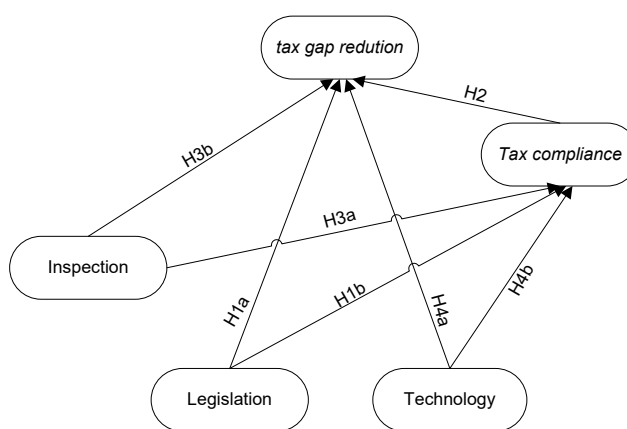 tax gap redution
H2
Tax compliance
H3b
H3a
Inspection
H1a
H1b
H4a
H4b
Legislation
Technology